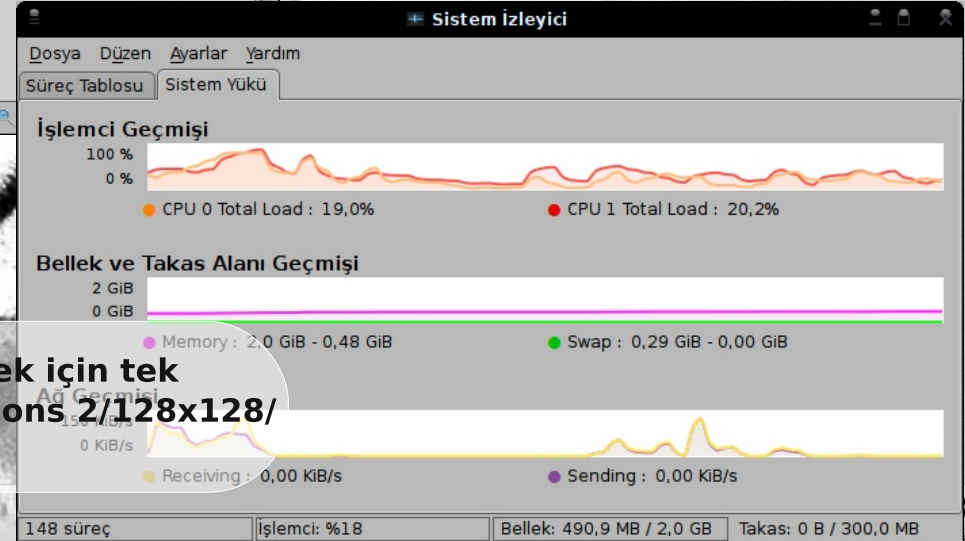 Sistem İzleyici
Dosya Düzen Ayarlar Yardım
Süreç Tablosu Sistem Yükü
İşlemci Geçmişi
100 %
0 %
CPU 0 Total Load : 19,0% CPU 1 Total Load : 20,2%
Bellek ve Takas Alanı Geçmişi
2 GiB
0 GiB
Memory : 2,0 GiB - 0,48 GiB Swap : 0,29 GiB - 0,00 GiB
ek için tek
Ağ Geçmişi
ons 2/128x128/
150 KiB/s
0 KiB/s
Receiving : 0,00 KiB/s Sending : 0,00 KiB/s
148 süreç İşlemci: %18 Bellek: 490,9 MB / 2,0 GB Takas: 0 B / 300,0 MB